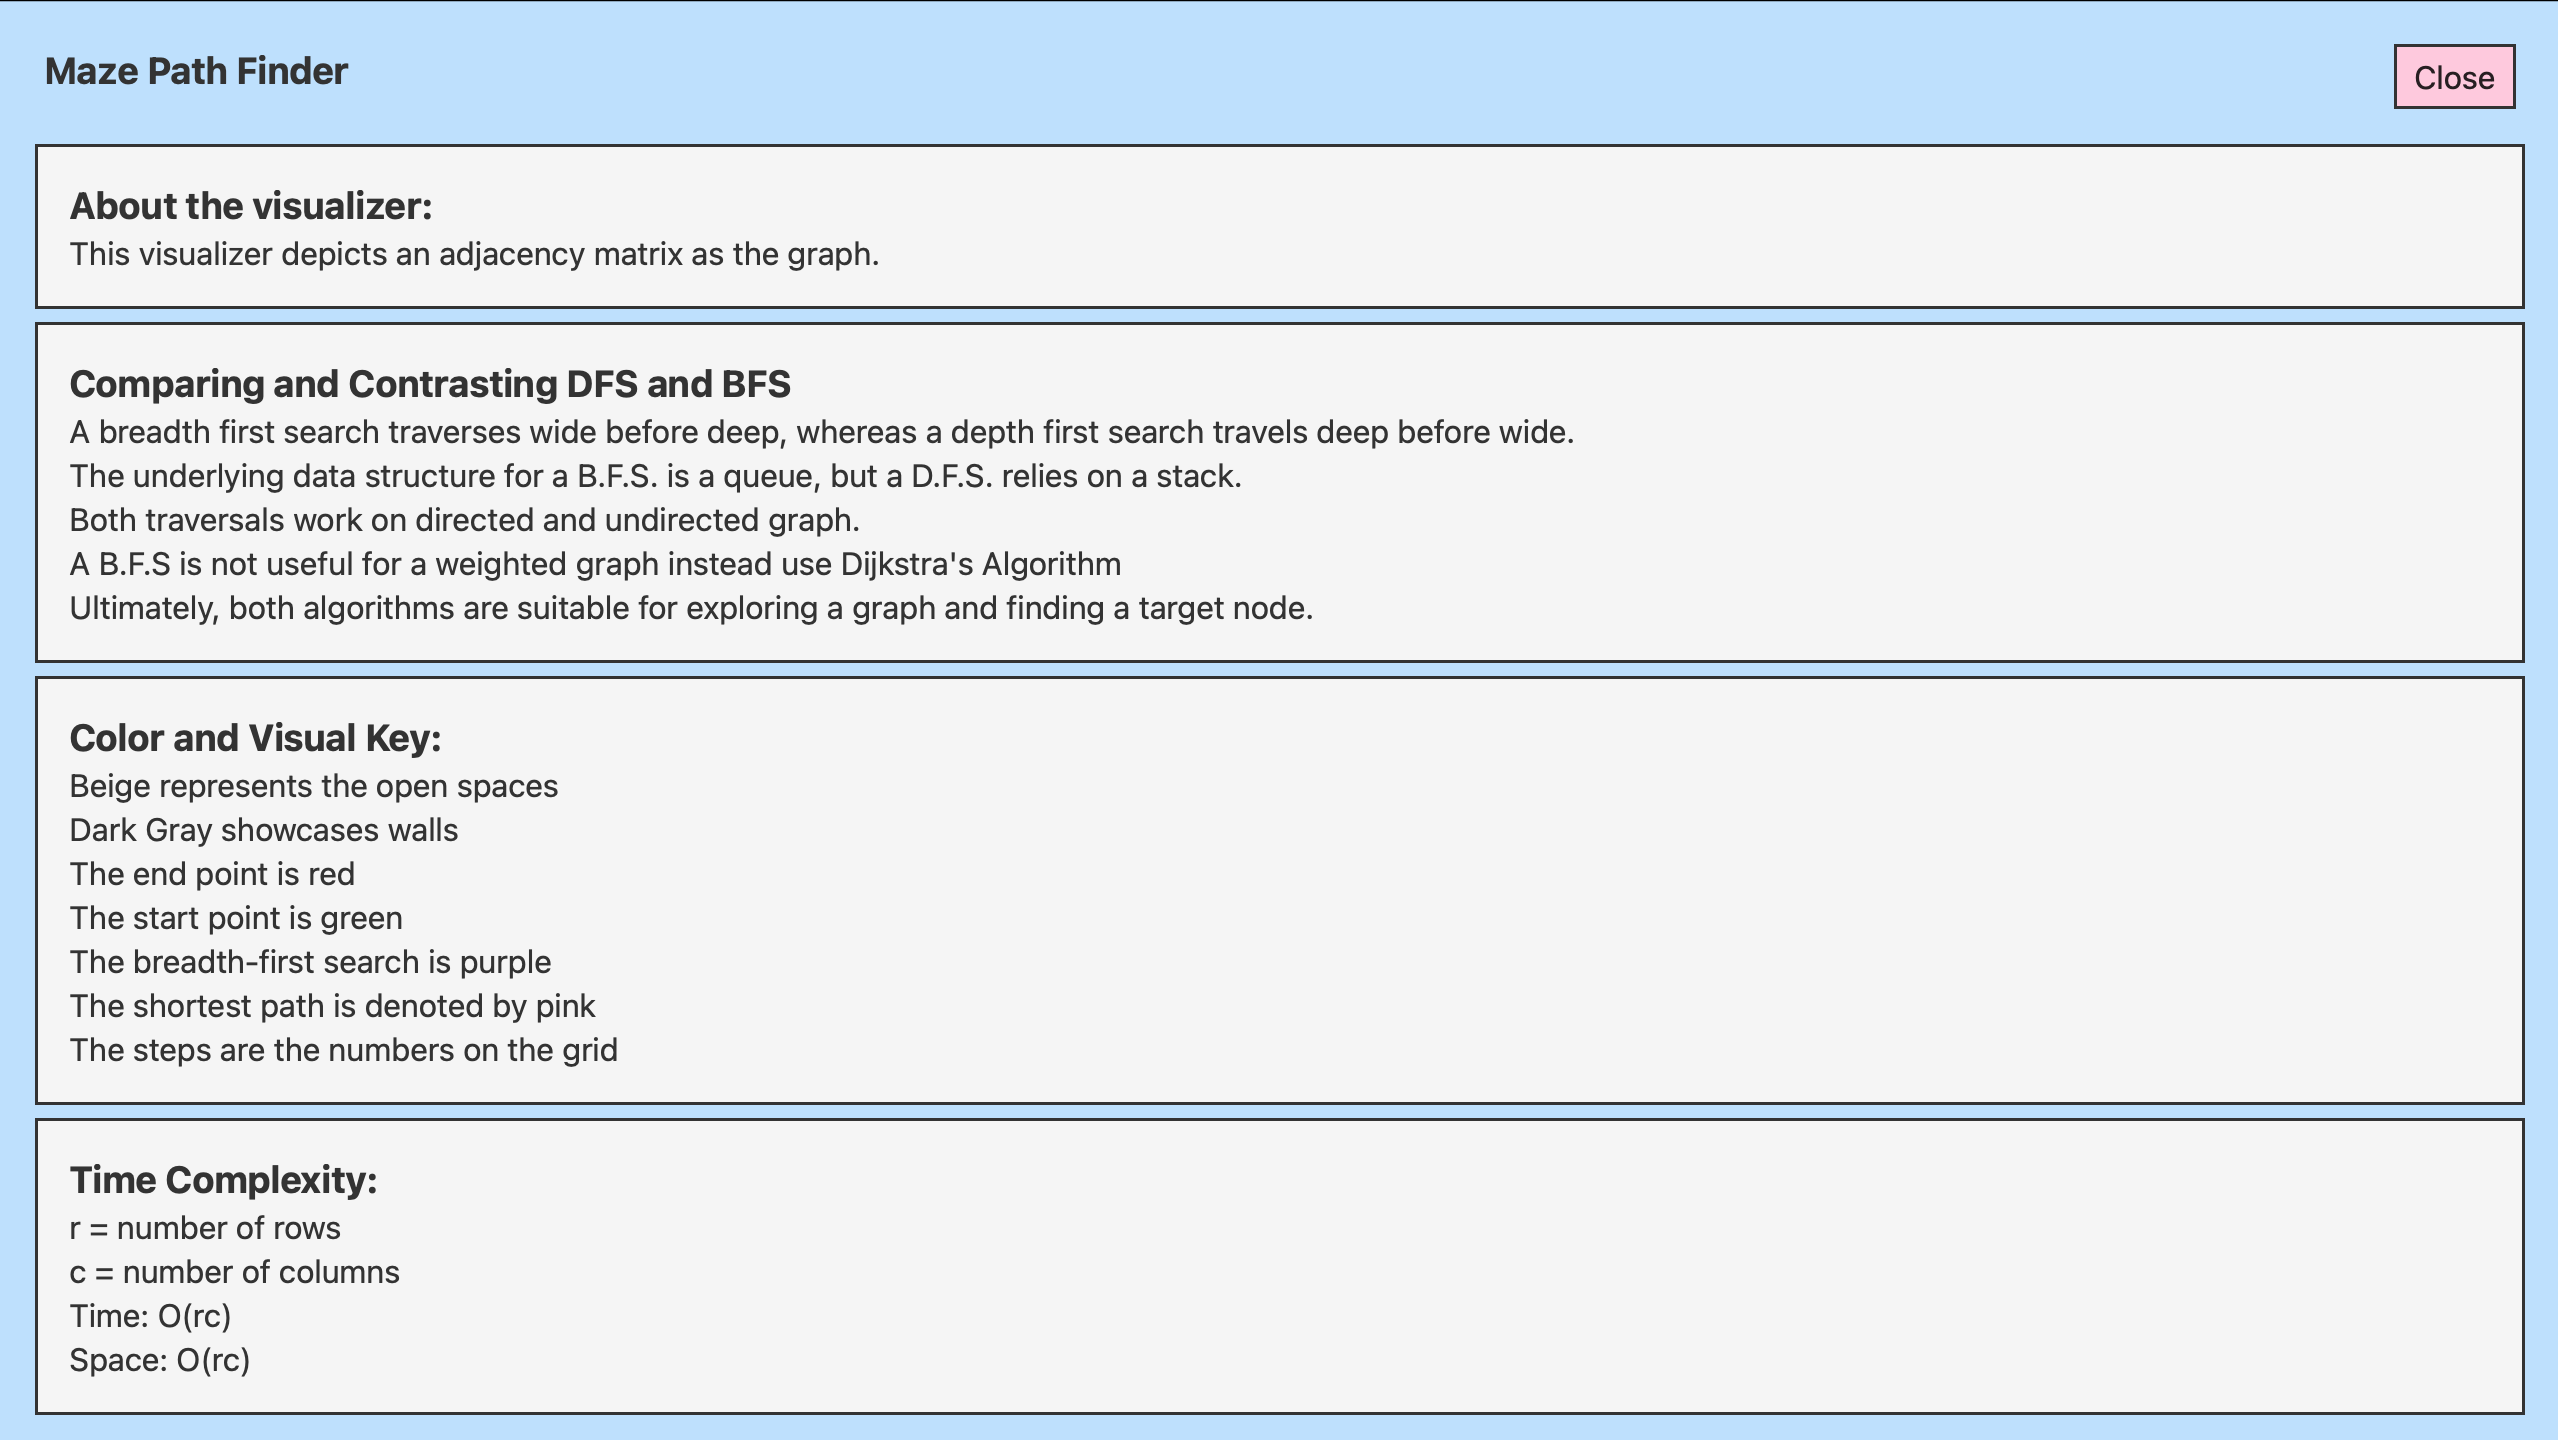 Maze Path Finder
Close
About the visualizer:
This visualizer depicts an adjacency matrix as the graph.
Comparing and Contrasting DFS and BFS
A breadth first search traverses wide before deep, whereas a depth first search travels deep before wide.
The underlying data structure for a B.F.S. is a queue, but a D.F.S. relies on a stack.
Both traversals work on directed and undirected graph.
A B.F.S is not useful for a weighted graph instead use Dijkstra's Algorithm
Ultimately, both algorithms are suitable for exploring a graph and finding a target node.
Color and Visual Key:
Beige represents the open spaces
Dark Gray showcases walls
The end point is red
The start point is green
The breadth-first search is purple
The shortest path is denoted by pink
The steps are the numbers on the grid
Time Complexity:
r = number of rows
c = number of columns
Time: O(rc)
Space: O(rc)